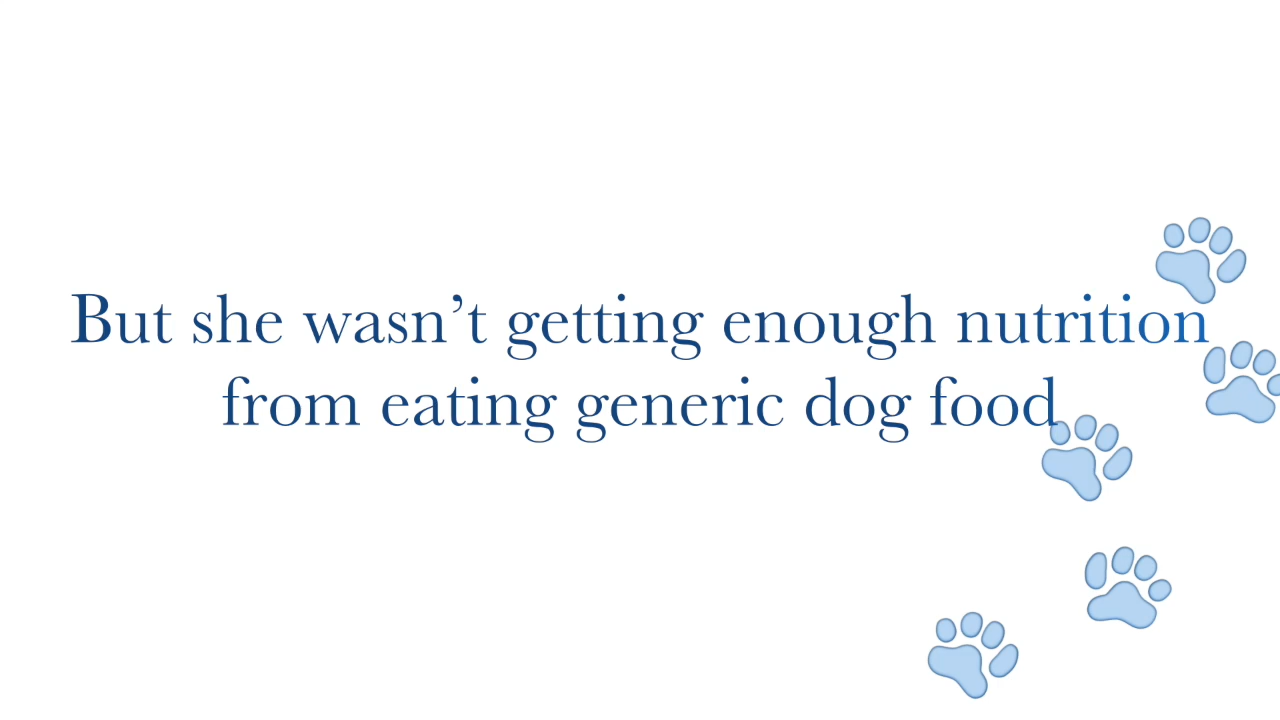 But she wasn’t getting enough nutrition
from eating generic dog food